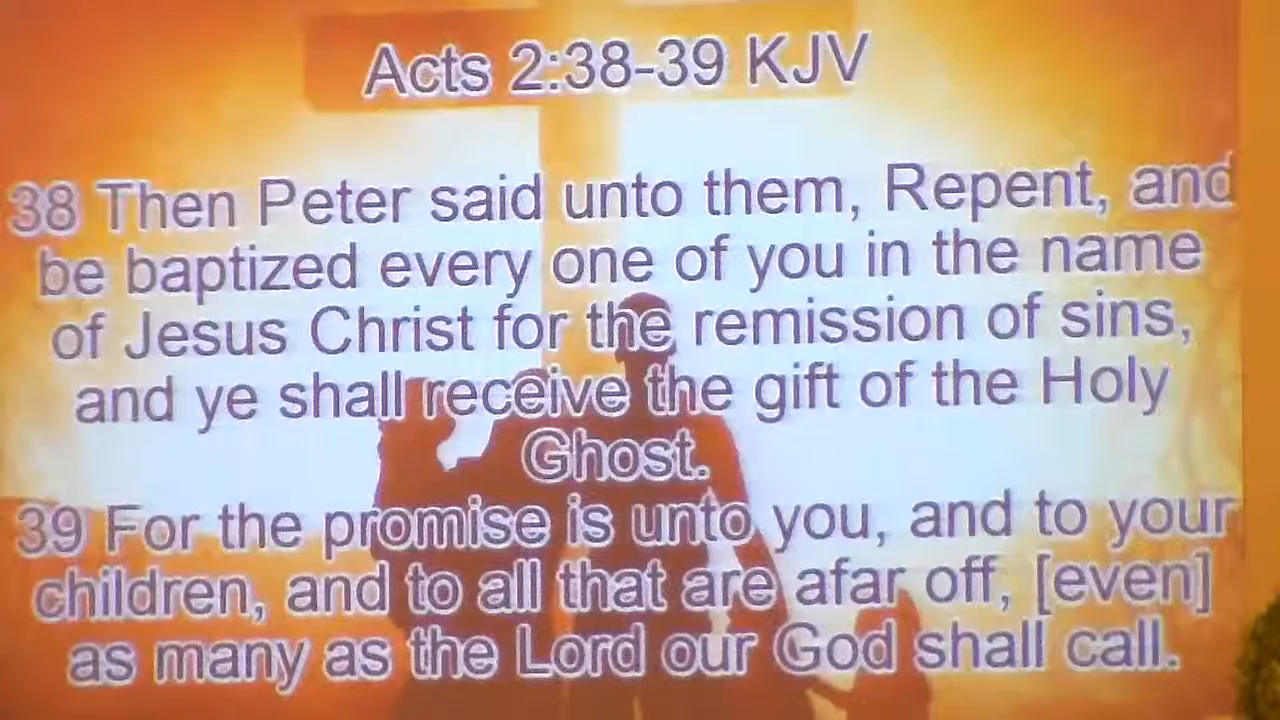 Acts 2:38-39 KJV
38 Then Peter said unto them, Repent, and
be baptized every one of you in the name
of Jesus Christ for the remission of sins,
and ye shall receive the gift of the Holy
Ghost.
39 For the promise is unto you, and to your
children, and to all that are afar off, [even]
as many as the Lord our God shall call.